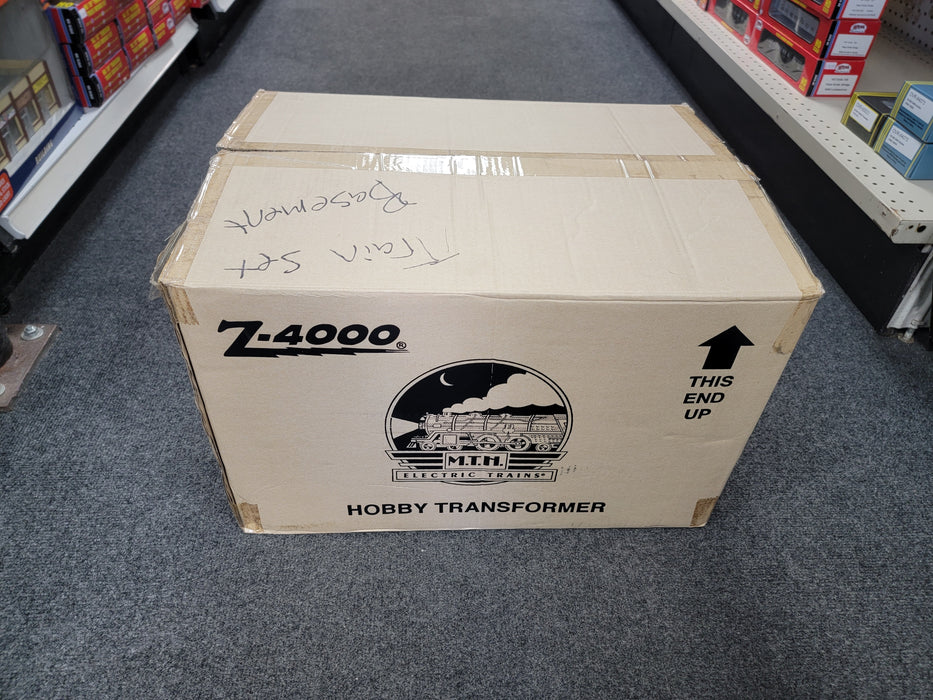 Train Set
Basement
Z-4000®
THIS
END
UP
M.T.H.
ELECTRIC TRAINS®
HOBBY TRANSFORMER